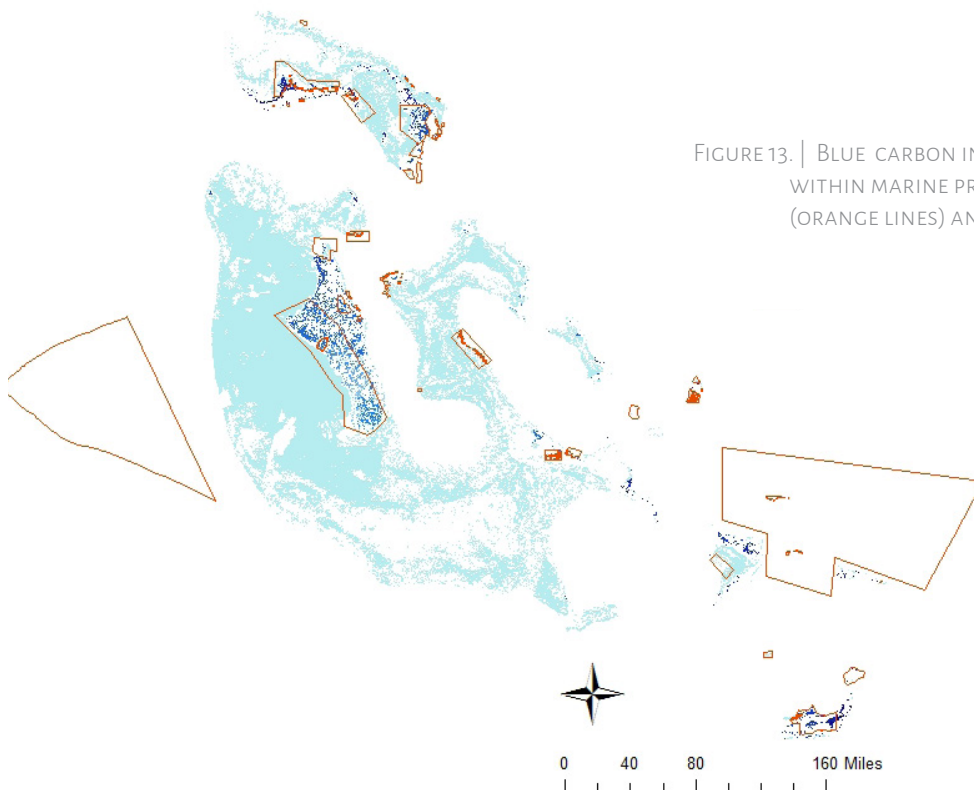 FIGURE 13. | BLUE CARBON IN
WITHIN MARINE PR
(ORANGE LINES) AN
0 40 80 160 Miles